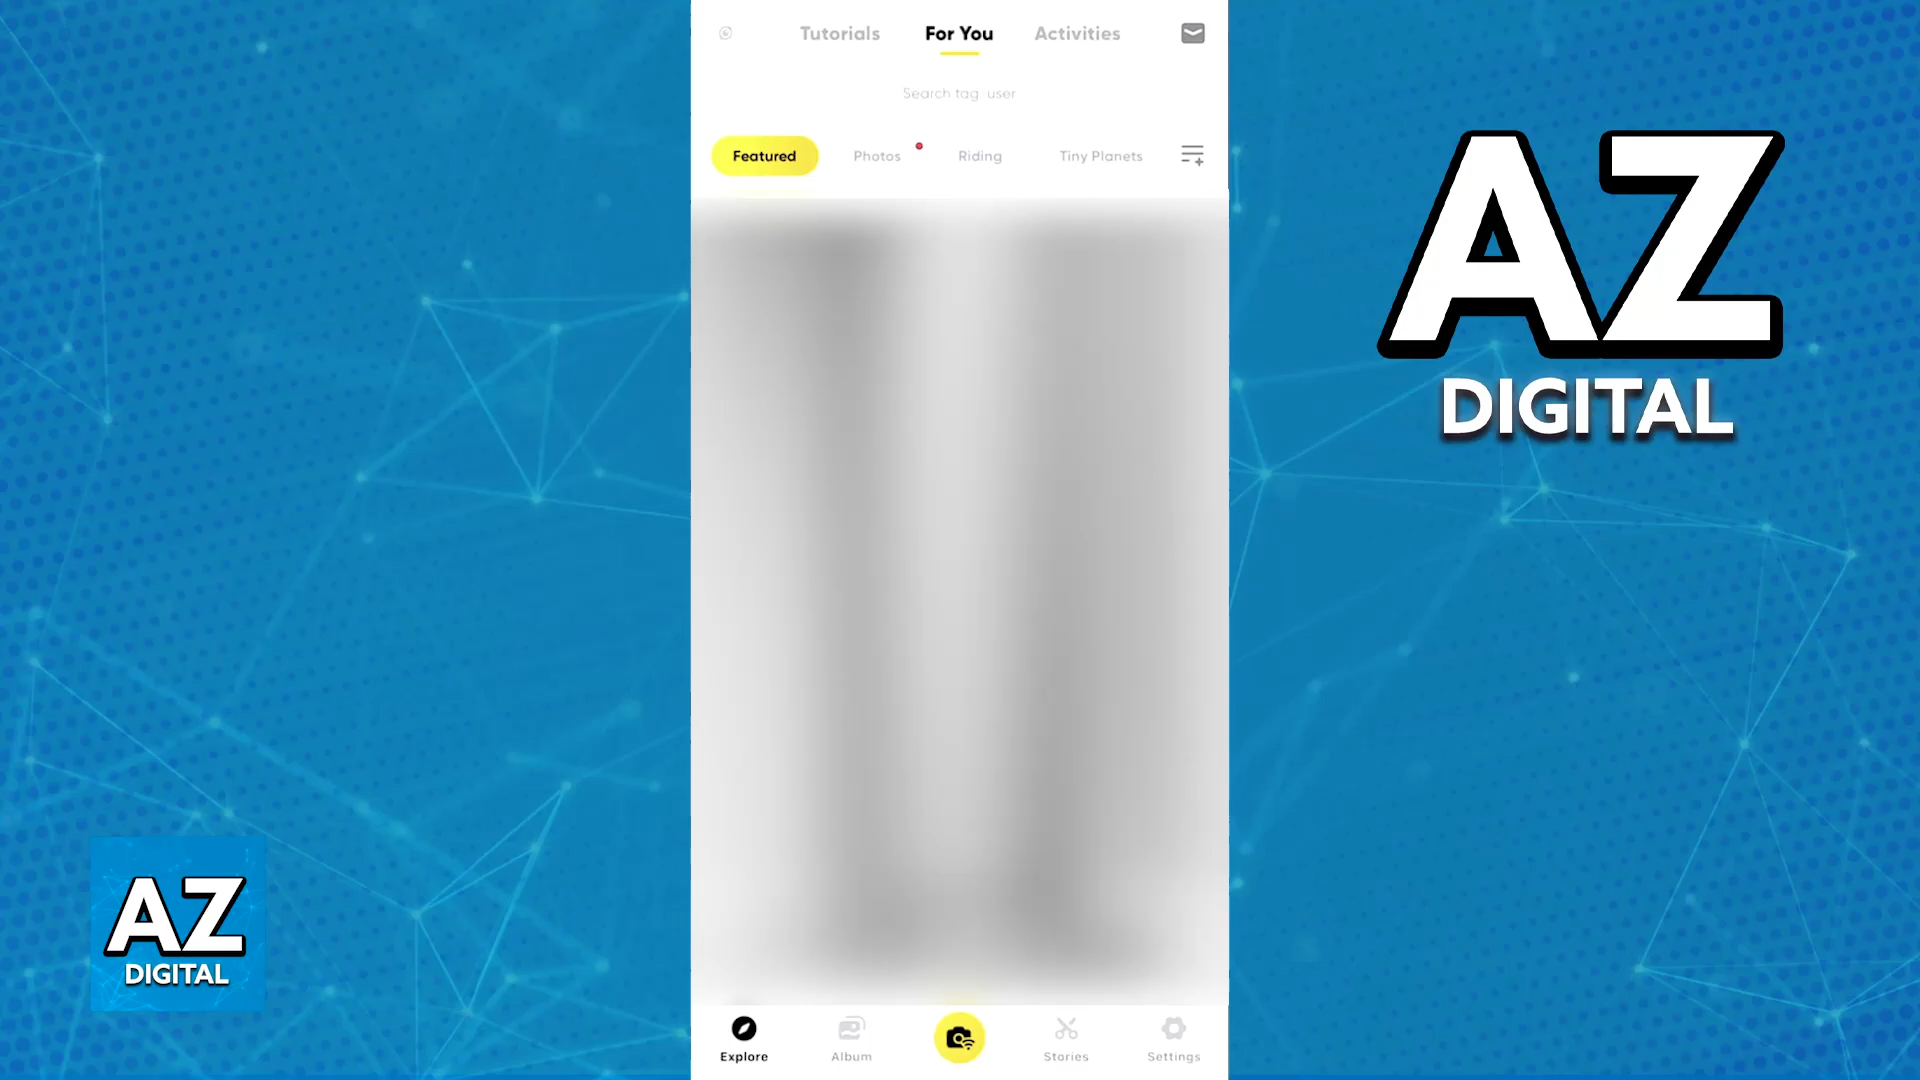 Tutorials For You Activities
Search tag user
Featured Photos Riding Tiny Planets
AZ
DIGITAL
AZ
DIGITAL
Explore Album Stories Settings